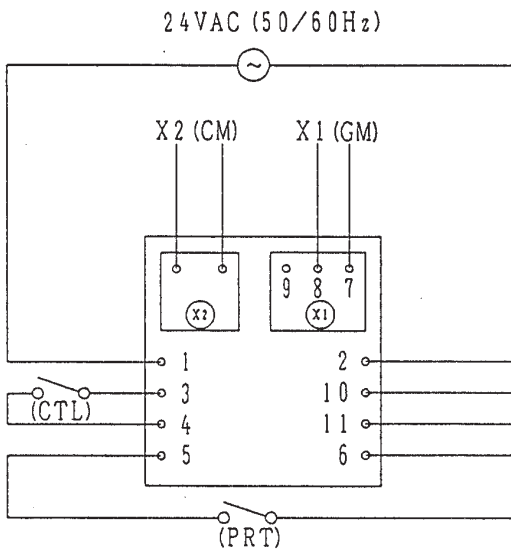 24VAC (50/60Hz)
~
X2 (CM) X1 (GM)
9 8 7
X2 X1
1 2
3 10
(CTL)
4 11
5 6
(PRT)